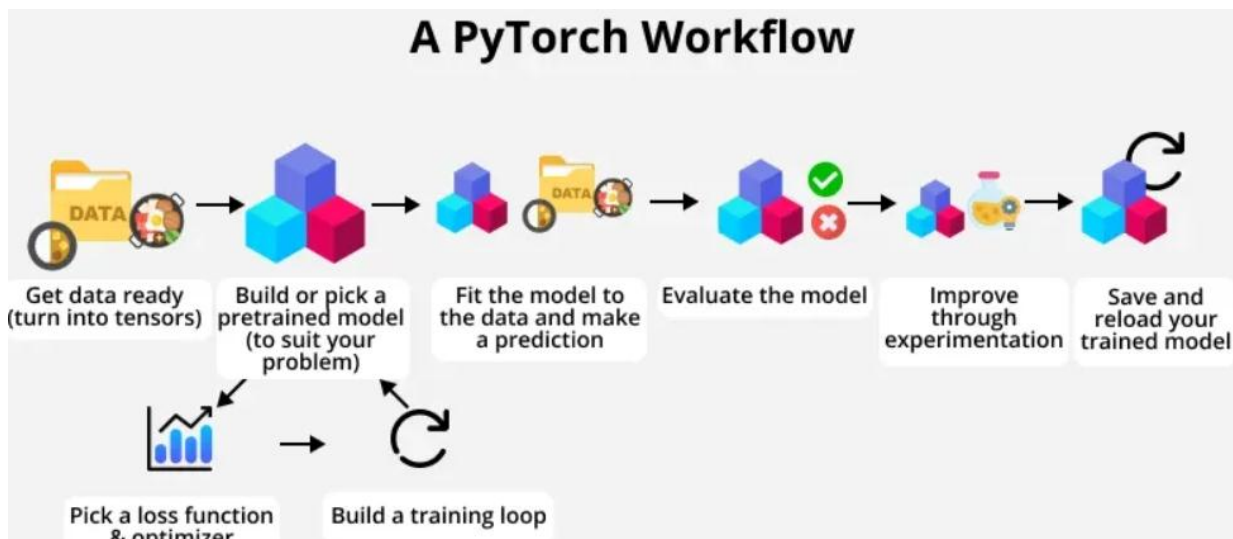 A PyTorch Workflow
DATA
DATA
Get data ready
(turn into tensors)
Build or pick a
pretrained model
(to suit your
problem)
Fit the model to
the data and make
a prediction
Evaluate the model
Improve
through
experimentation
Save and
reload your
trained model
Pick a loss function
& optimizer
Build a training loop